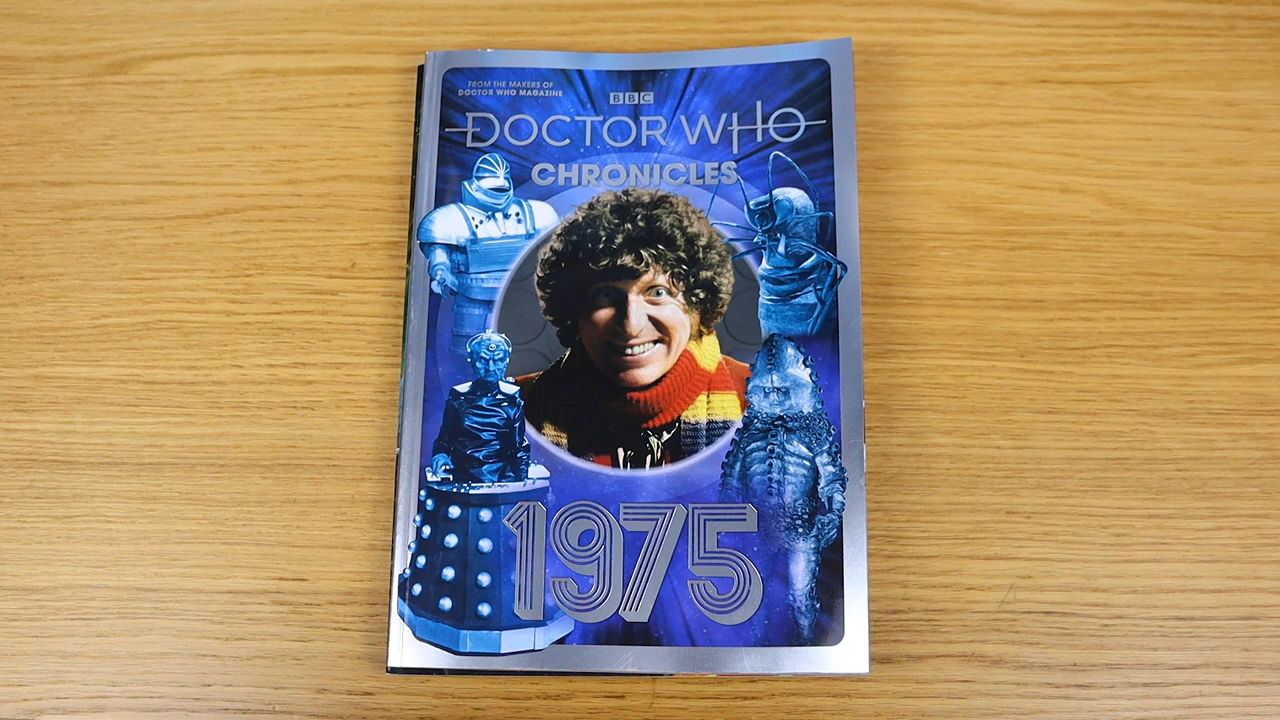 FROM THE MAKERS OF
DOCTOR WHO MAGAZINE
BBC
DOCTOR WHO
CHRONICLES
1975